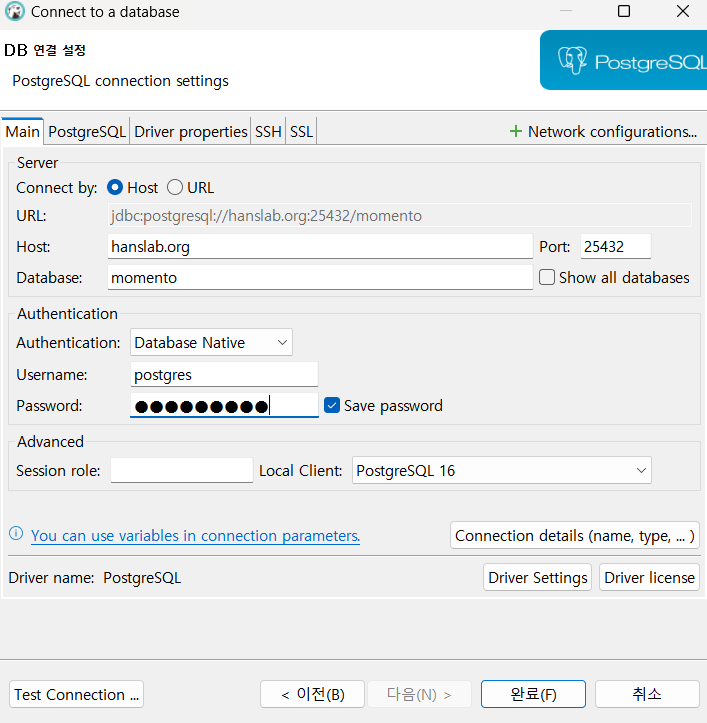 Connect to a database
DB 연결 설정
PostgreSQL connection settings
PostgreSQL
Main PostgreSQL Driver properties SSH SSL + Network configurations...
Server
Connect by: Host URL
URL: jdbc:postgresql://hanslab.org:25432/momento
Host: hanslab.org Port: 25432
Database: momento Show all databases
Authentication
Authentication: Database Native
Username: postgres
Password: ●●●●●●●●● Save password
Advanced
Session role: Local Client: PostgreSQL 16
You can use variables in connection parameters. Connection details (name, type, ... )
Driver name: PostgreSQL Driver Settings Driver license
Test Connection ... < 이전(B) 다음(N) > 완료(F) 취소